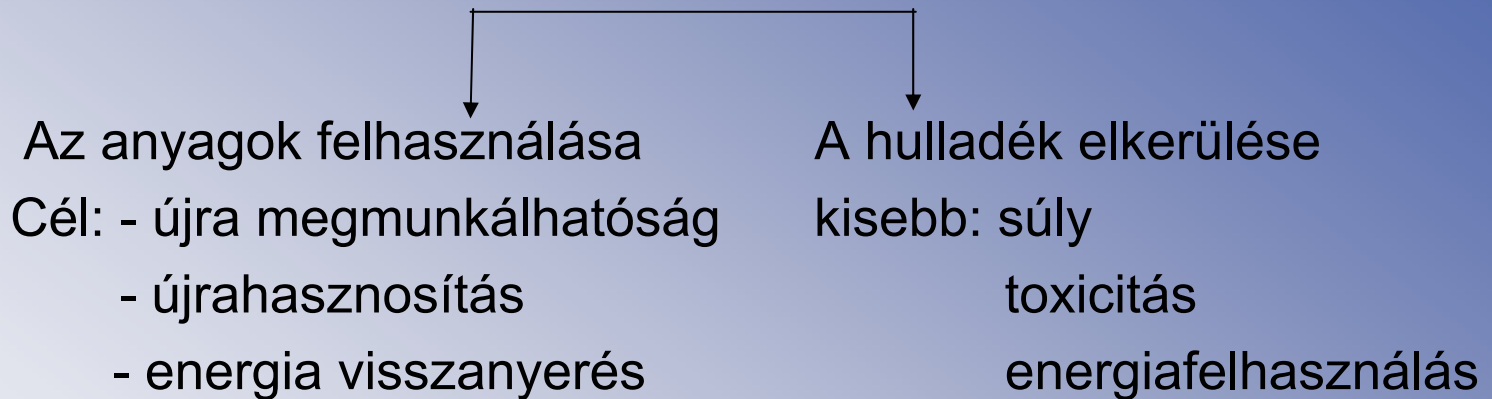 Az anyagok felhasználása
Cél: - újra megmunkálhatóság
- újrahasznosítás
- energia visszanyerés
A hulladék elkerülése
kisebb: súly
toxicitás
energiafelhasználás